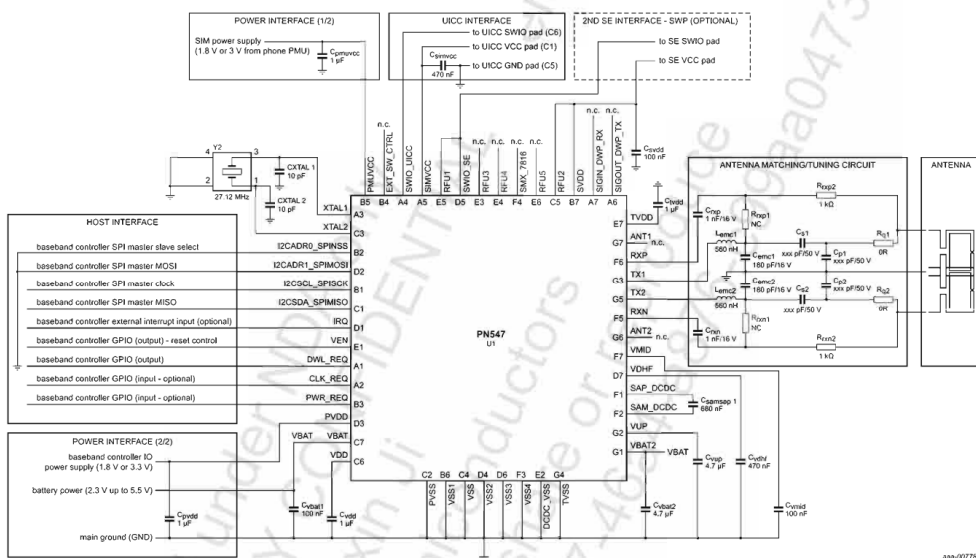 POWER INTERFACE (1/2)
SIM power supply
(1.8 V or 3 V from phone PMU)
Cpmuvcc
1 µF
UICC INTERFACE
to UICC SWIO pad (C6)
to UICC VCC pad (C1)
Csimvcc
470 nF
to UICC GND pad (C5)
2ND SE INTERFACE - SWP (OPTIONAL)
to SE SWIO pad
to SE VCC pad
n.c.
n.c.
n.c.
n.c.
n.c.
n.c.
n.c.
Csvdd
100 nF
PMUVCC
EXT_SW_CTRL
SWIO_UICC
SIMVCC
RFU1
SWIO_SE
RFU3
RFU4
SMX_7816
RFU5
RFU2
SVDD
SIGIN_DWP_RX
SIGOUT_DWP_TX
B5
B4
A4
A5
E5
D5
E3
E4
F4
E6
C5
B7
A7
A6
Y2
4
3
2
1
27.12 MHz
CXTAL 1
10 pF
CXTAL 2
10 pF
XTAL1
A3
XTAL2
C3
HOST INTERFACE
baseband controller SPI master slave select
I2CADR0_SPINSS
B2
baseband controller SPI master MOSI
I2CADR1_SPIMOSI
D2
baseband controller SPI master clock
I2CSCL_SPISCK
B1
baseband controller SPI master MISO
I2CSDA_SPIMISO
C1
baseband controller external interrupt input (optional)
IRQ
D1
baseband controller GPIO (output) - reset control
VEN
E1
baseband controller GPIO (output)
DWL_REQ
A1
baseband controller GPIO (input - optional)
CLK_REQ
A2
baseband controller GPIO (input - optional)
PWR_REQ
B3
PVDD
D3
POWER INTERFACE (2/2)
baseband controller IO
power supply (1.8 V or 3.3 V)
VBAT
VBAT
C7
VDD
C6
battery power (2.3 V up to 5.5 V)
Cpvdd
1 µF
Cvbat1
100 nF
Cvdd
1 µF
main ground (GND)
PN547
U1
C2
B6
C4
D4
D6
F3
E2
G4
PVSS
VSS1
VSS
VSS2
VSS3
VSS4
DCDC_VSS
TVSS
Ctvdd
1 µF
E7
TVDD
G7
ANT1
n.c.
F6
RXP
G3
TX1
G5
TX2
F5
RXN
G6
ANT2
n.c.
F7
VMID
D7
VDHF
F1
SAP_DCDC
F2
SAM_DCDC
Csamsap 1
680 nF
G2
VUP
G1
VBAT2
VBAT
Cvup
4.7 µF
Cvdhf
470 nF
Cvbat2
4.7 µF
Cvmid
100 nF
ANTENNA MATCHING/TUNING CIRCUIT
Rrxp2
1 kΩ
Crxp
1 nF/16 V
Rrxp1
NC
Lemc1
560 nH
Cs1
xxx pF/50 V
Cemc1
180 pF/16 V
Cp1
xxx pF/50 V
Rq1
0R
Cemc2
180 pF/16 V
Cp2
xxx pF/50 V
Lemc2
560 nH
Cs2
xxx pF/50 V
Rq2
0R
Rrxn1
NC
Crxn
1 nF/16 V
Rrxn2
1 kΩ
ANTENNA